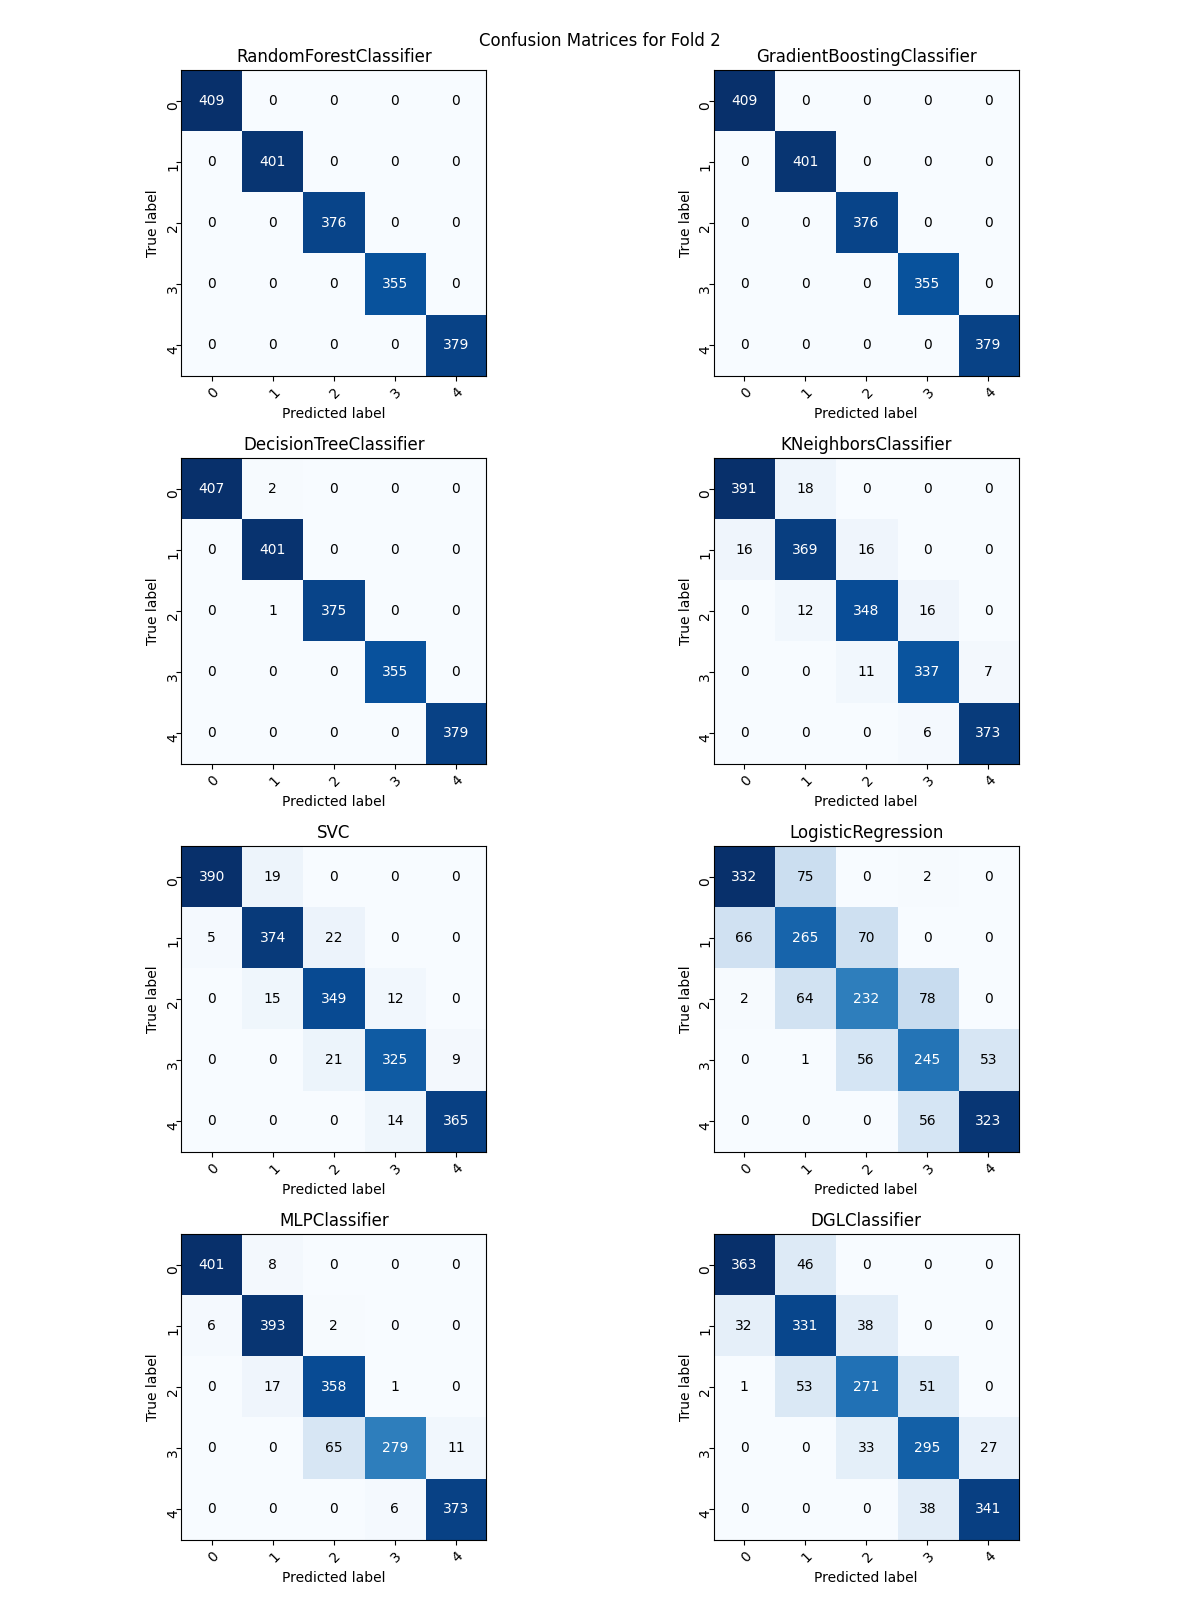 Confusion Matrices for Fold 2
RandomForestClassifier
0 409 0 0 0 0
1 0 401 0 0 0
2 0 0 376 0 0
3 0 0 0 355 0
4 0 0 0 0 379
0 1 2 3 4
True label
Predicted label
GradientBoostingClassifier
0 409 0 0 0 0
1 0 401 0 0 0
2 0 0 376 0 0
3 0 0 0 355 0
4 0 0 0 0 379
0 1 2 3 4
True label
Predicted label
DecisionTreeClassifier
0 407 2 0 0 0
1 0 401 0 0 0
2 0 1 375 0 0
3 0 0 0 355 0
4 0 0 0 0 379
0 1 2 3 4
True label
Predicted label
KNeighborsClassifier
0 391 18 0 0 0
1 16 369 16 0 0
2 0 12 348 16 0
3 0 0 11 337 7
4 0 0 0 6 373
0 1 2 3 4
True label
Predicted label
SVC
0 390 19 0 0 0
1 5 374 22 0 0
2 0 15 349 12 0
3 0 0 21 325 9
4 0 0 0 14 365
0 1 2 3 4
True label
Predicted label
LogisticRegression
0 332 75 0 2 0
1 66 265 70 0 0
2 2 64 232 78 0
3 0 1 56 245 53
4 0 0 0 56 323
0 1 2 3 4
True label
Predicted label
MLPClassifier
0 401 8 0 0 0
1 6 393 2 0 0
2 0 17 358 1 0
3 0 0 65 279 11
4 0 0 0 6 373
0 1 2 3 4
True label
Predicted label
DGLClassifier
0 363 46 0 0 0
1 32 331 38 0 0
2 1 53 271 51 0
3 0 0 33 295 27
4 0 0 0 38 341
0 1 2 3 4
True label
Predicted label